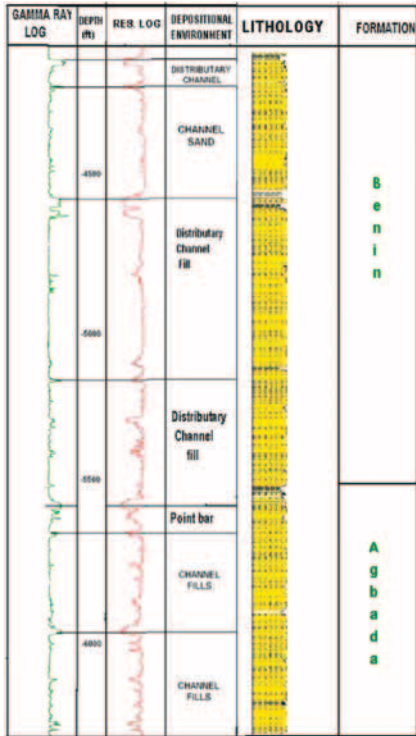 GAMMA RAY
LOG
DEPTH
(ft)
RES. LOG
DEPOSITIONAL
ENVIRONMENT
LITHOLOGY
FORMATION
DISTRIBUTARY
CHANNEL
CHANNEL
SAND
-4500
Distributary
Channel
Fill
-5000
Distributary
Channel
fill
-5500
Point bar
CHANNEL
FILLS
-6000
CHANNEL
FILLS
B
e
n
i
n
A
g
b
a
d
a